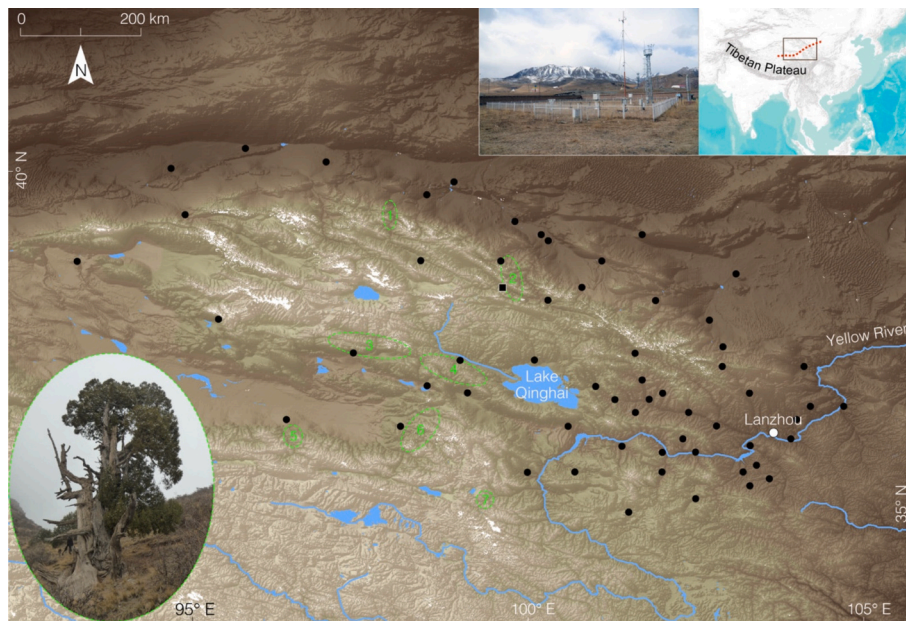 0
200 km
N
Tibetan Plateau
40° N
Yellow River
Lake
Qinghai
Lanzhou
35° N
95° E
100° E
105° E